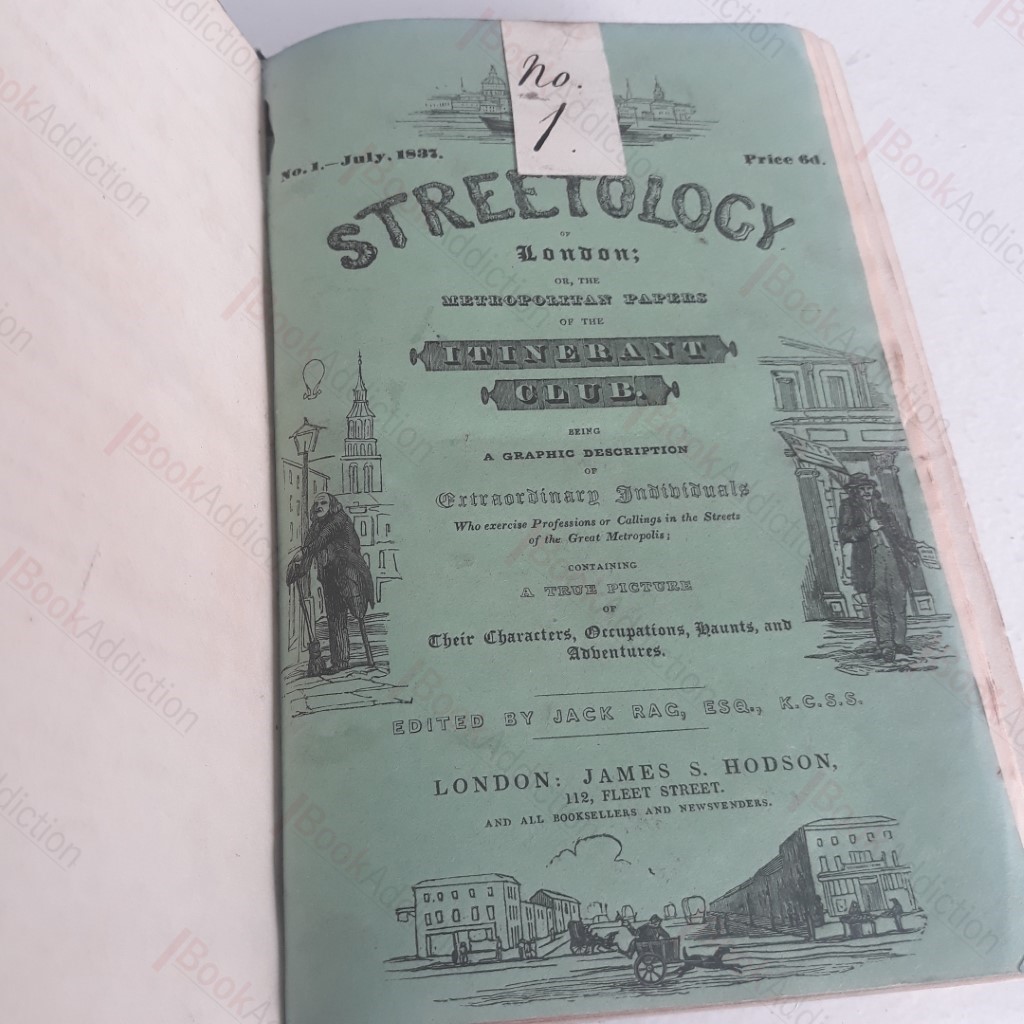 No.
1.
No. 1.—July, 1837.
Price 6d.
STREETOLOGY
OF
London;
OR, THE
METROPOLITAN PAPERS
OF THE
ITINERANT
CLUB.
BEING
A GRAPHIC DESCRIPTION
OF
Extraordinary Individuals
Who exercise Professions or Callings in the Streets
of the Great Metropolis;
CONTAINING
A TRUE PICTURE
OF
Their Characters, Occupations, Haunts, and
Adventures.
EDITED BY JACK RAG, ESQ., K.C.S.S.
LONDON: JAMES S. HODSON,
112, FLEET STREET.
AND ALL BOOKSELLERS AND NEWSVENDERS.
BookAddiction